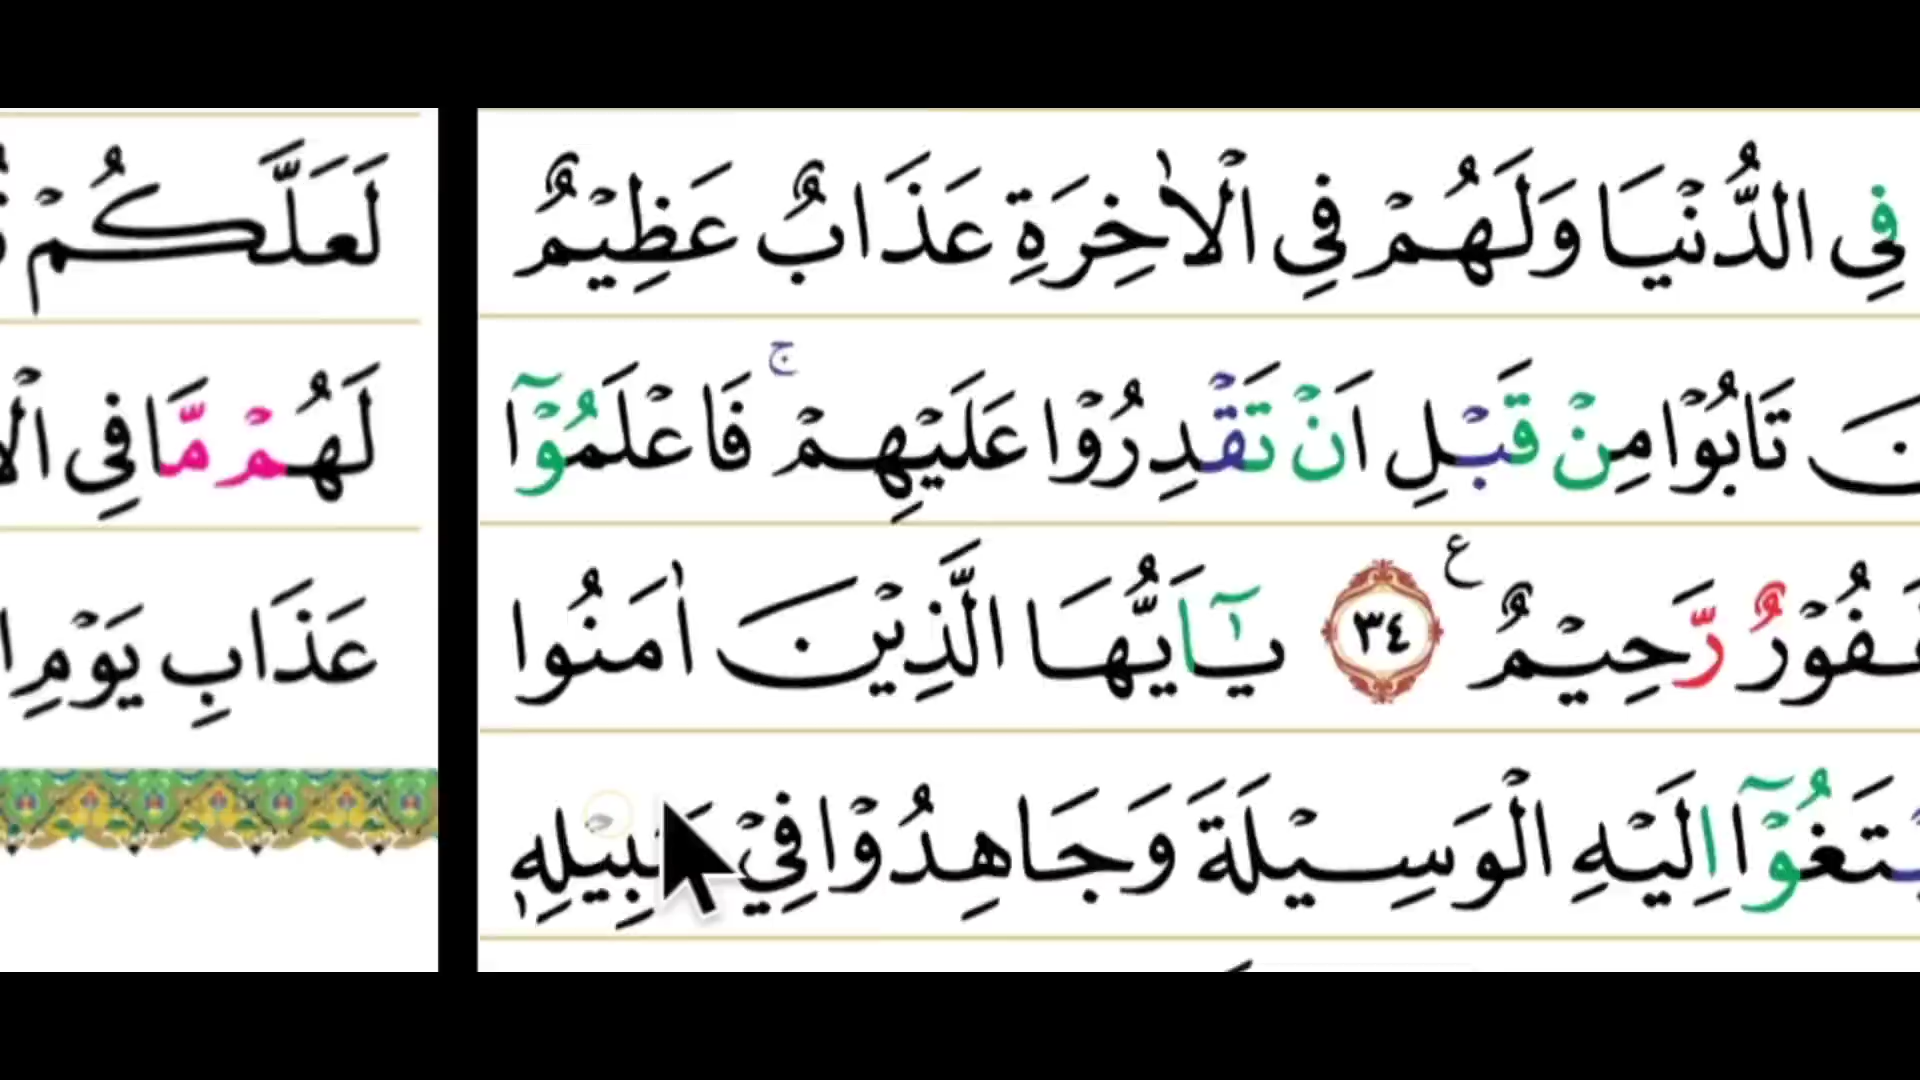 فِى الدُّنْيَا وَلَهُمْ فِى الْاٰخِرَةِ عَذَابٌ عَظِيْمٌ
تَابُوْا مِنْ قَبْلِ اَنْ تَقْدِرُوْا عَلَيْهِمْ ۚ فَاعْلَمُوْٓا
رَّحِيْمٌ ع ٣٤ يٰٓاَيُّهَا الَّذِيْنَ اٰمَنُوا
اِلَيْهِ الْوَسِيْلَةَ وَجَاهِدُوْا فِيْ سَبِيْلِهٖ
لَعَلَّكُمْ
لَهُمْ مَّا فِى
عَذَابِ يَوْمِ